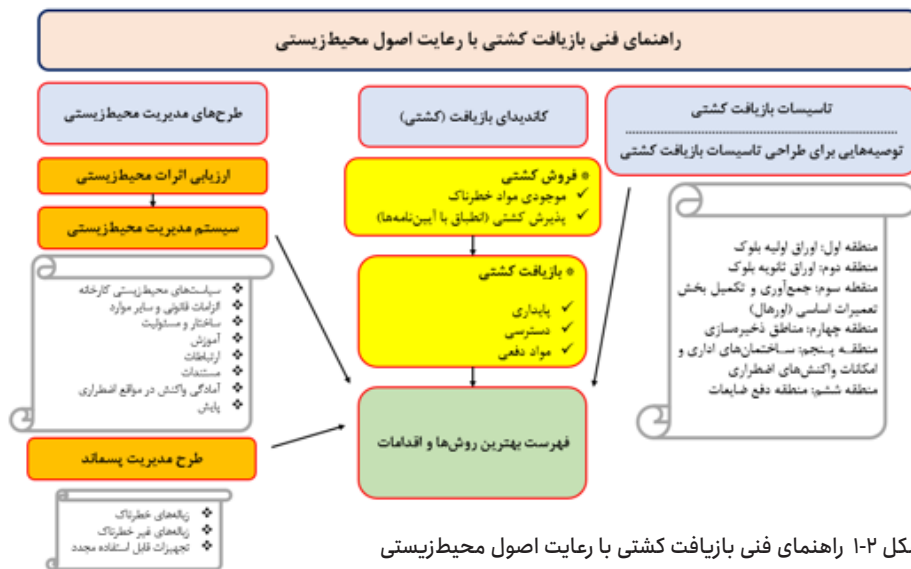 راهنمای فنی بازیافت کشتی با رعایت اصول محیط‌زیستی
تاسیسات بازیافت کشتی
توصیه‌هایی برای طراحی تاسیسات بازیافت کشتی
منطقه اول: اوراق اولیه بلوک
منطقه دوم: اوراق ثانویه بلوک
منطقه سوم: جمع‌آوری و تکمیل بخش
تعمیرات اساسی (اورهال)
منطقه چهارم: مناطق ذخیره‌سازی
منطقــه پـنجم: سـاختمان‌های اداری و
امکانات واکنش‌های اضطراری
منطقه ششم: منطقه دفع ضایعات
کاندیدای بازیافت (کشتی)
* فروش کشتی
✓ موجودی مواد خطرناک
✓ پذیرش کشتی (انطباق با آیین‌نامه‌ها)
* بازیافت کشتی
✓ پایداری
✓ دسترسی
✓ مواد دفعی
فهرست بهترین روش‌ها و اقدامات
طرح‌های مدیریت محیط‌زیستی
ارزیابی اثرات محیط‌زیستی
سیستم مدیریت محیط‌زیستی
❖ سیاست‌های محیط‌زیستی کارخانه
❖ الزامات قانونی و سایر موارد
❖ ساختار و مسئولیت
❖ آموزش
❖ ارتباطات
❖ مستندات
❖ آمادگی واکنش در مواقع اضطراری
❖ پایش
طرح مدیریت پسماند
❖ زباله‌های خطرناک
❖ زباله‌های غیر خطرناک
❖ تجهیزات قابل استفاده مجدد
کل ۲-۱ راهنمای فنی بازیافت کشتی با رعایت اصول محیط‌زیستی